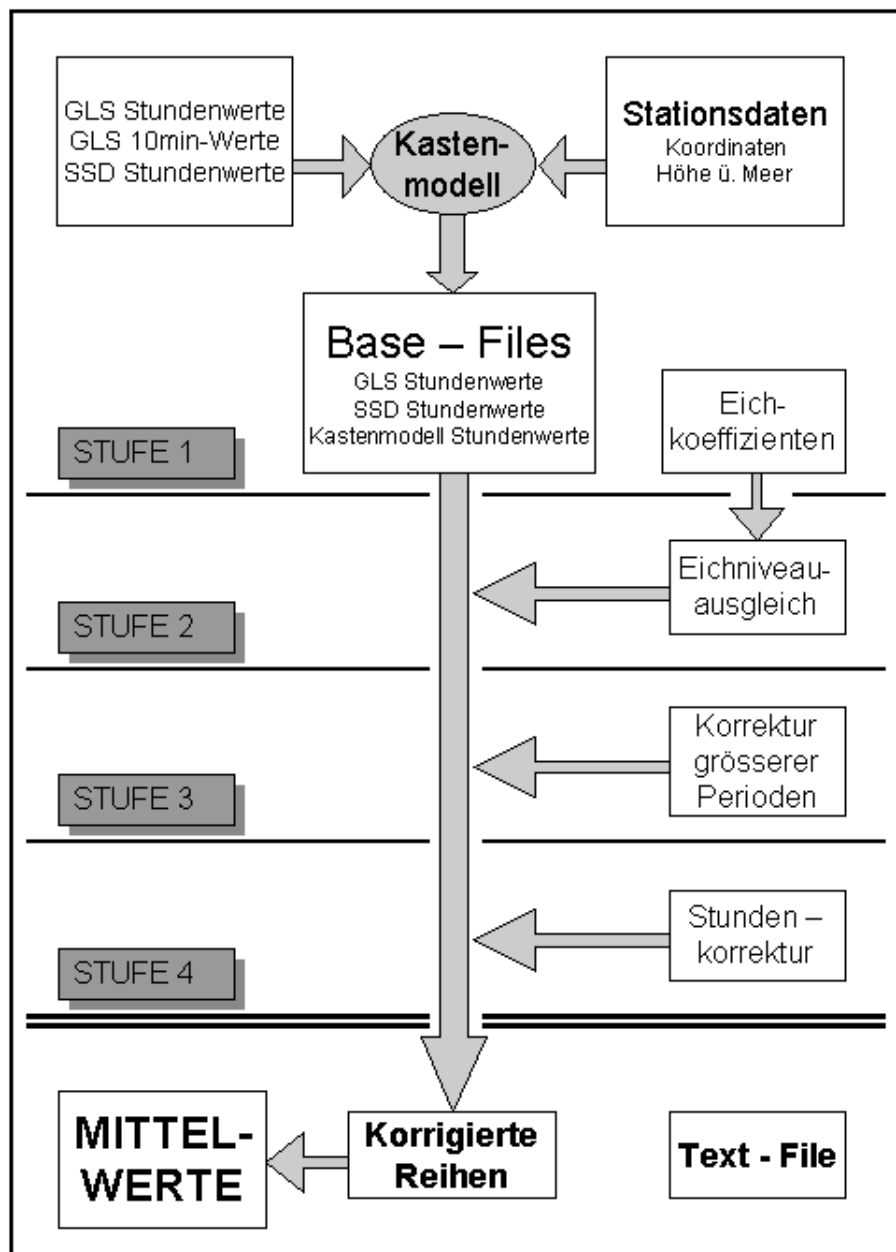 GLS Stundenwerte
GLS 10min-Werte
SSD Stundenwerte
Kasten-
modell
Stationsdaten
Koordinaten
Höhe ü. Meer
Base – Files
GLS Stundenwerte
SSD Stundenwerte
Kastenmodell Stundenwerte
Eich-
koeffizienten
STUFE 1
Eichniveau-
ausgleich
STUFE 2
Korrektur
grösserer
Perioden
STUFE 3
Stunden –
korrektur
STUFE 4
MITTEL-
WERTE
Korrigierte
Reihen
Text - File